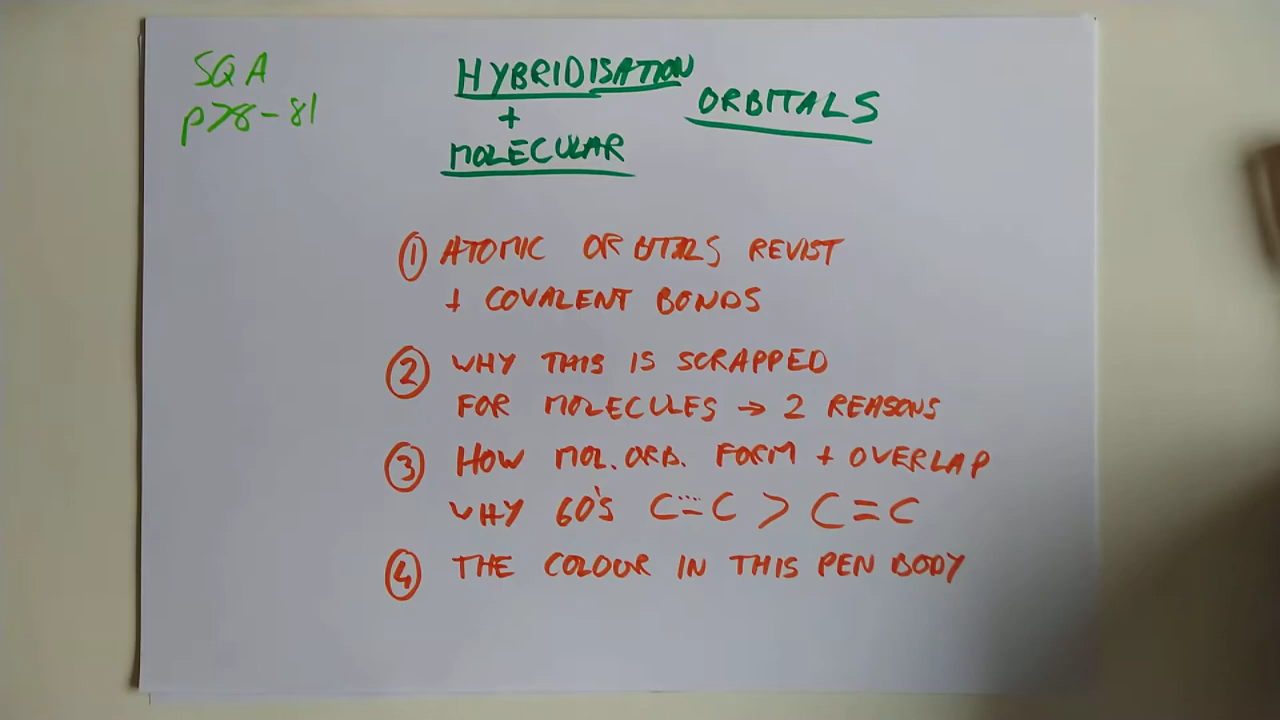 SQA
p78-81
HYBRIDISATION
+
MOLECULAR
ORBITALS
① ATOMIC ORBITALS REVIST
+ COVALENT BONDS
② WHY THIS IS SCRAPPED
FOR MOLECULES → 2 REASONS
③ HOW MOL. ORB. FORM + OVERLAP
WHY 60'S C=C > C=C
④ THE COLOUR IN THIS PEN BODY